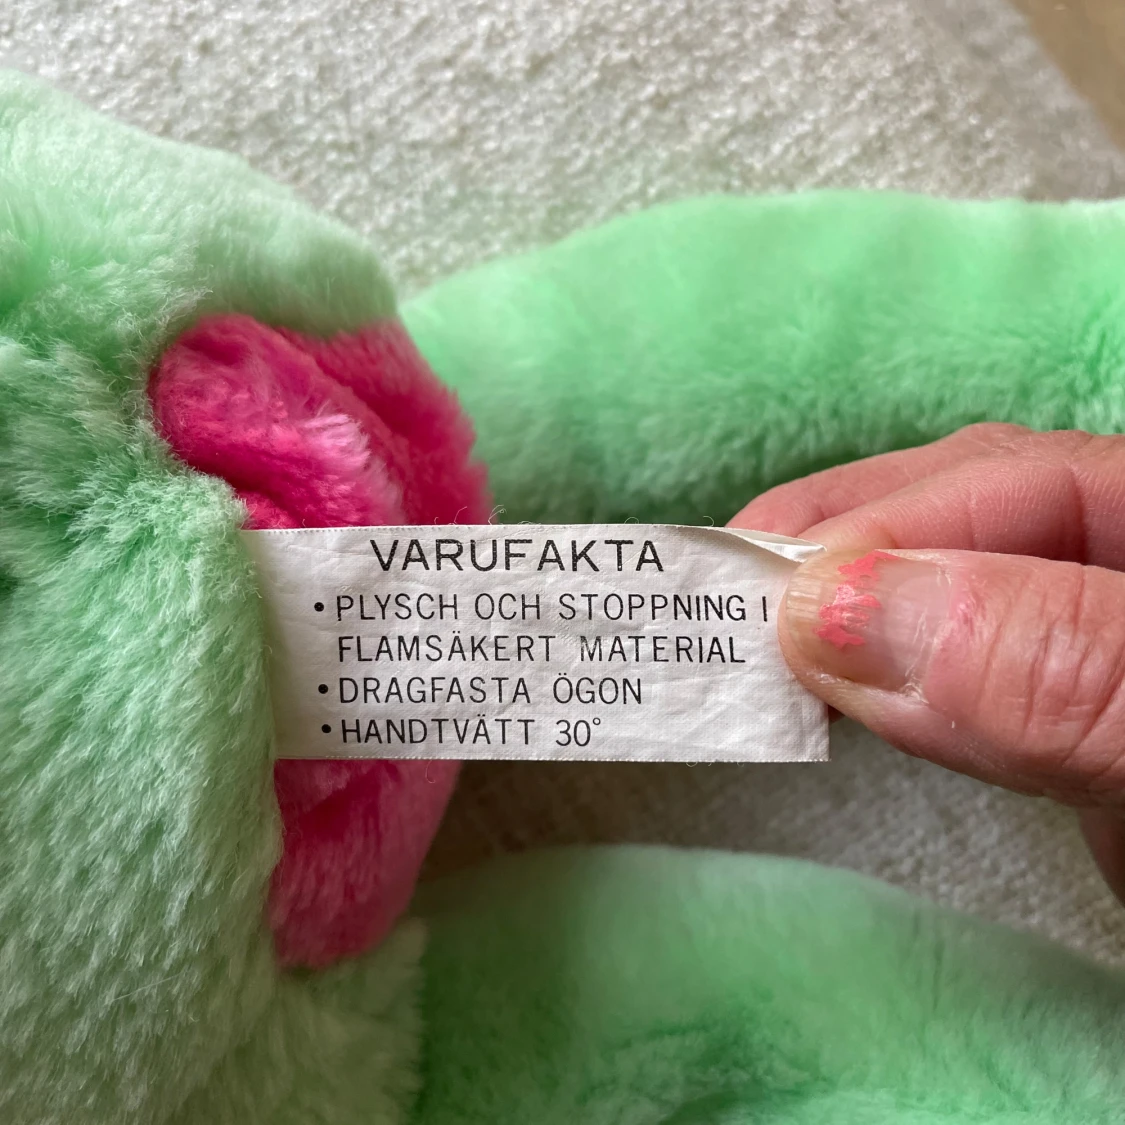 VARUFAKTA
• PLYSCH OCH STOPPNING I
FLAMSÄKERT MATERIAL
• DRAGFASTA ÖGON
• HANDTVÄTT 30°